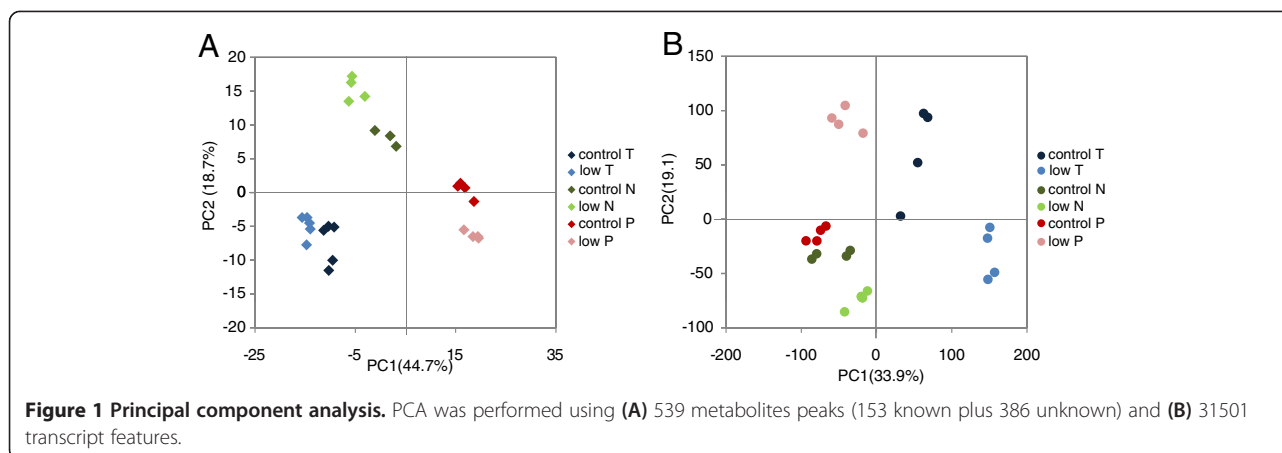 A
20
15
10
5
0
-5
-10
-15
-20
PC2 (18.7%)
-25 -5 15 35
PC1(44.7%)
control T
low T
control N
low N
control P
low P
B
150
100
50
0
-50
-100
PC2(19.1)
-200 -100 0 100 200
PC1(33.9%)
control T
low T
control N
low N
control P
low P
Figure 1 Principal component analysis. PCA was performed using (A) 539 metabolites peaks (153 known plus 386 unknown) and (B) 31501
transcript features.